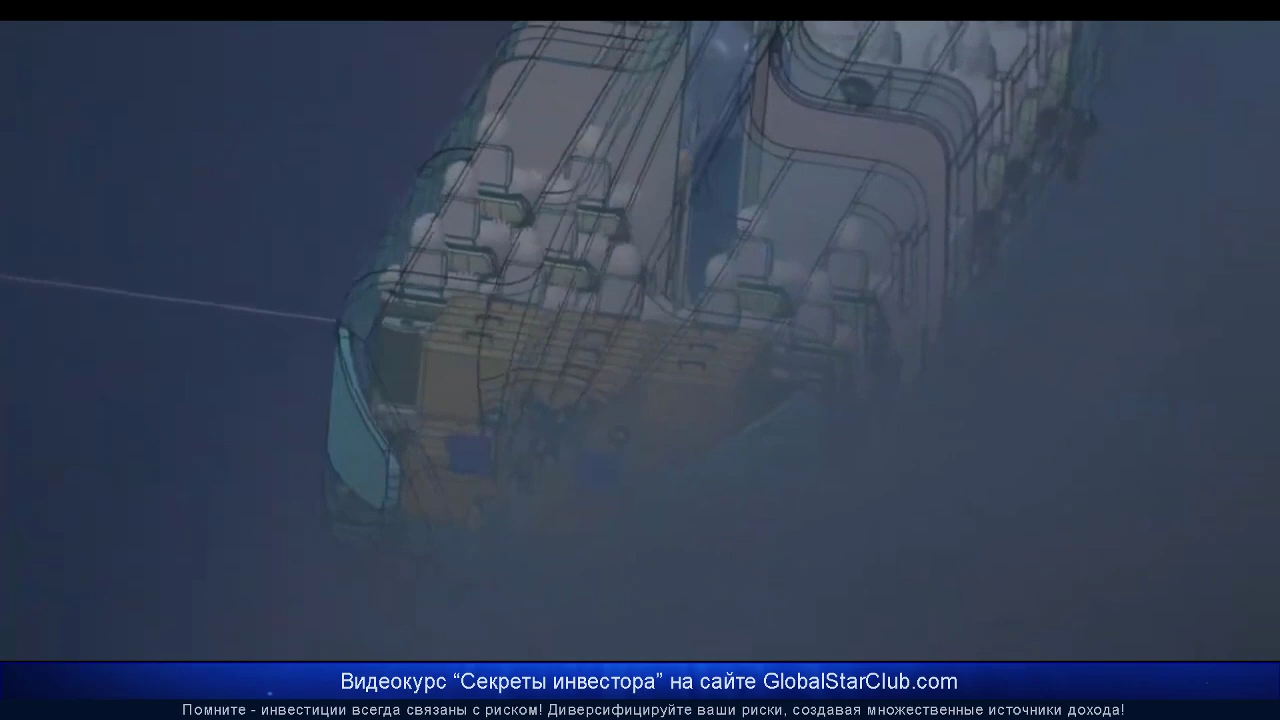 Видеокурс “Секреты инвестора” на сайте GlobalStarClub.com
Помните - инвестиции всегда связаны с риском! Диверсифицируйте ваши риски, создавая множественные источники дохода!